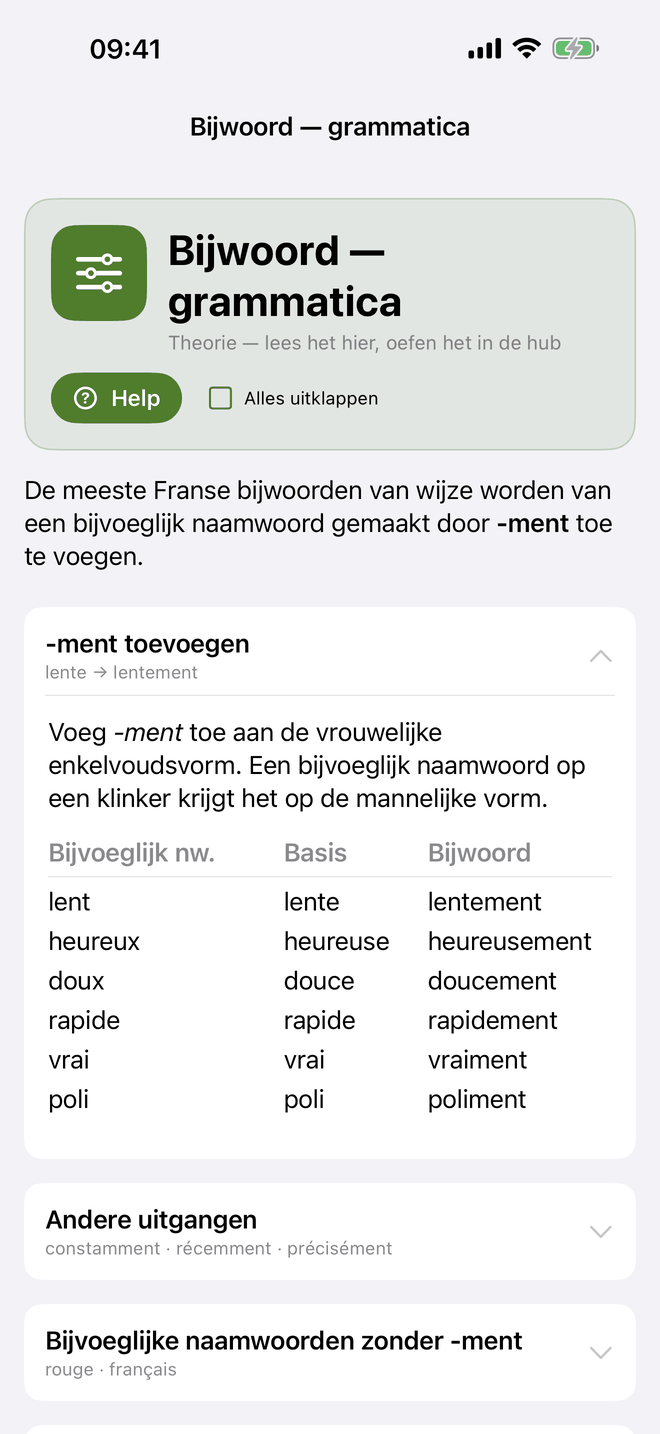 09:41
Bijwoord — grammatica
Bijwoord —
grammatica
Theorie — lees het hier, oefen het in de hub
Help
Alles uitklappen
De meeste Franse bijwoorden van wijze worden van
een bijvoeglijk naamwoord gemaakt door -ment toe
te voegen.
-ment toevoegen
lente → lentement
Voeg -ment toe aan de vrouwelijke
enkelvoudsvorm. Een bijvoeglijk naamwoord op
een klinker krijgt het op de mannelijke vorm.
Bijvoeglijk nw. Basis Bijwoord
lent lente lentement
heureux heureuse heureusement
doux douce doucement
rapide rapide rapidement
vrai vrai vraiment
poli poli poliment
Andere uitgangen
constamment · récemment · précisément
Bijvoeglijke naamwoorden zonder -ment
rouge · français